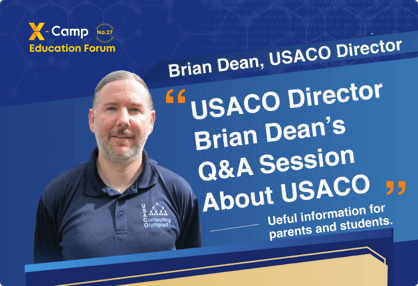 X-Camp No.27
Education Forum
Brian Dean, USACO Director
“ USACO Director
Brian Dean’s
Q&A Session
About USACO ”
Ueful information for
parents and students.
USACO
Computing
Olympiad